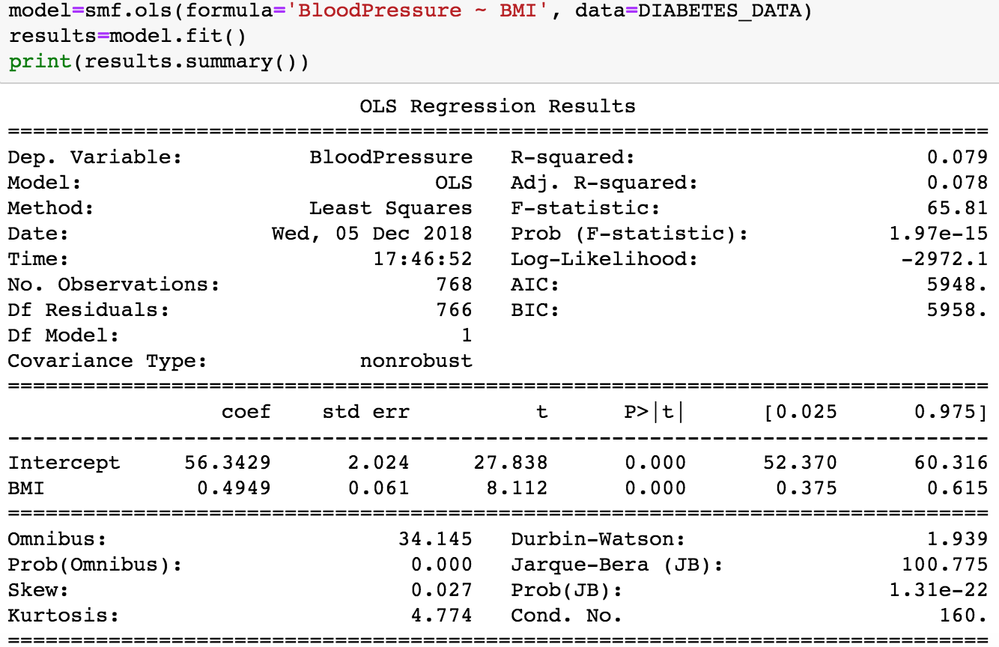 model=smf.ols(formula='BloodPressure ~ BMI', data=DIABETES_DATA)
results=model.fit()
print(results.summary())
OLS Regression Results
==============================================================================
Dep. Variable: BloodPressure R-squared: 0.079
Model: OLS Adj. R-squared: 0.078
Method: Least Squares F-statistic: 65.81
Date: Wed, 05 Dec 2018 Prob (F-statistic): 1.97e-15
Time: 17:46:52 Log-Likelihood: -2972.1
No. Observations: 768 AIC: 5948.
Df Residuals: 766 BIC: 5958.
Df Model: 1
Covariance Type: nonrobust
==============================================================================
coef std err t P>|t| [0.025 0.975]
------------------------------------------------------------------------------
Intercept 56.3429 2.024 27.838 0.000 52.370 60.316
BMI 0.4949 0.061 8.112 0.000 0.375 0.615
==============================================================================
Omnibus: 34.145 Durbin-Watson: 1.939
Prob(Omnibus): 0.000 Jarque-Bera (JB): 100.775
Skew: 0.027 Prob(JB): 1.31e-22
Kurtosis: 4.774 Cond. No. 160.
==============================================================================